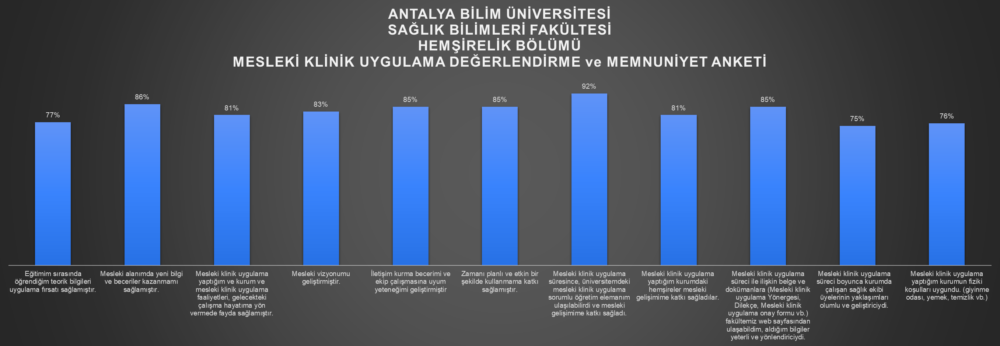 ANTALYA BİLİM ÜNİVERSİTESİ
SAĞLIK BİLİMLERİ FAKÜLTESİ
HEMŞİRELİK BÖLÜMÜ
MESLEKİ KLİNİK UYGULAMA DEĞERLENDİRME ve MEMNUNİYET ANKETİ
77%
86%
81%
83%
85%
85%
92%
81%
85%
75%
76%
Eğitimim sırasında
öğrendiğim teorik bilgileri
uygulama fırsatı sağlamıştır.
Mesleki alanımda yeni bilgi
ve beceriler kazanmamı
sağlamıştır.
Mesleki klinik uygulama
yaptığım ve kurum ve
mesleki klinik uygulama
faaliyetleri, gelecekteki
çalışma hayatıma yön
vermede fayda sağlamıştır.
Mesleki vizyonumu
geliştirmiştir.
İletişim kurma becerimi ve
ekip çalışmasına uyum
yeteneğimi geliştirmiştir
Zamanı planlı ve etkin bir
şekilde kullanmama katkı
sağlamıştır.
Mesleki klinik uygulama
süresince, üniversitemdeki
mesleki klinik uygulama
sorumlu öğretim elemanım
ulaşılabilirdi ve mesleki
gelişimime katkı sağladı.
Mesleki klinik uygulama
yaptığım kurumdaki
hemşireler mesleki
gelişimime katkı sağladılar.
Mesleki klinik uygulama
süreci ile ilişkin belge ve
dokümanlara (Mesleki klinik
uygulama Yönergesi,
Dilekçe, Mesleki klinik
uygulama onay formu vb.)
fakültemiz web sayfasından
ulaşabildim, aldığım bilgiler
yeterli ve yönlendiriciydi.
Mesleki klinik uygulama
süreci boyunca kurumda
çalışan sağlık ekibi
üyelerinin yaklaşımları
olumlu ve geliştiriciydi.
Mesleki klinik uygulama
yaptığım kurumun fiziki
koşulları uygundu. (giyinme
odası, yemek, temizlik vb.)